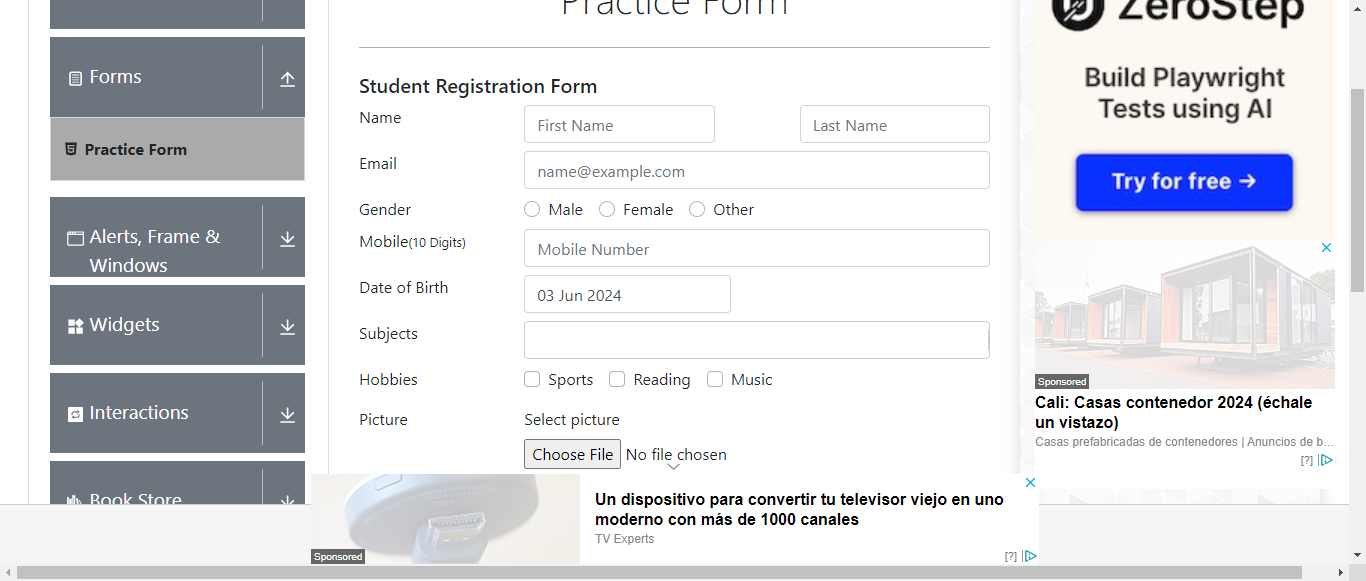 Practice Form
Forms
Practice Form
Alerts, Frame &
Windows
Widgets
Interactions
Book Store
Student Registration Form
Name
First Name
Last Name
Email
name@example.com
Gender
Male
Female
Other
Mobile(10 Digits)
Mobile Number
Date of Birth
03 Jun 2024
Subjects
Hobbies
Sports
Reading
Music
Picture
Select picture
Choose File
No file chosen
ZeroStep
Build Playwright
Tests using AI
Try for free →
Sponsored
Cali: Casas contenedor 2024 (échale
un vistazo)
Casas prefabricadas de contenedores | Anuncios de b…
[?]
Sponsored
Un dispositivo para convertir tu televisor viejo en uno
moderno con más de 1000 canales
TV Experts
[?]